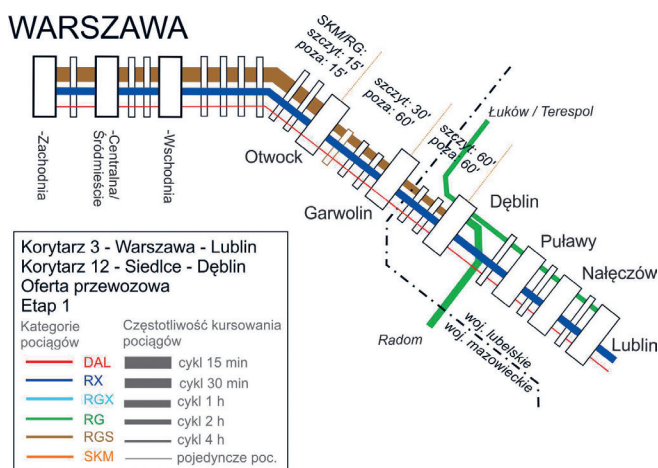 WARSZAWA
SKM/RG:
szczyt: 15'
poza: 15'
szczyt: 30'
poza: 60'
szczyt: 60'
poza: 60'
Łuków / Terespol
-Zachodnia
-Centralna/
Śródmieście
-Wschodnia
Otwock
Garwolin
Dęblin
Puławy
Nałęczów
Lublin
Radom
woj. lubelskie
woj. mazowieckie
Korytarz 3 - Warszawa - Lublin
Korytarz 12 - Siedlce - Dęblin
Oferta przewozowa
Etap 1
Kategorie
pociągów
Częstotliwość kursowania
pociągów
DAL
cykl 15 min
RX
cykl 30 min
RGX
cykl 1 h
RG
cykl 2 h
RGS
cykl 4 h
SKM
pojedyncze poc.